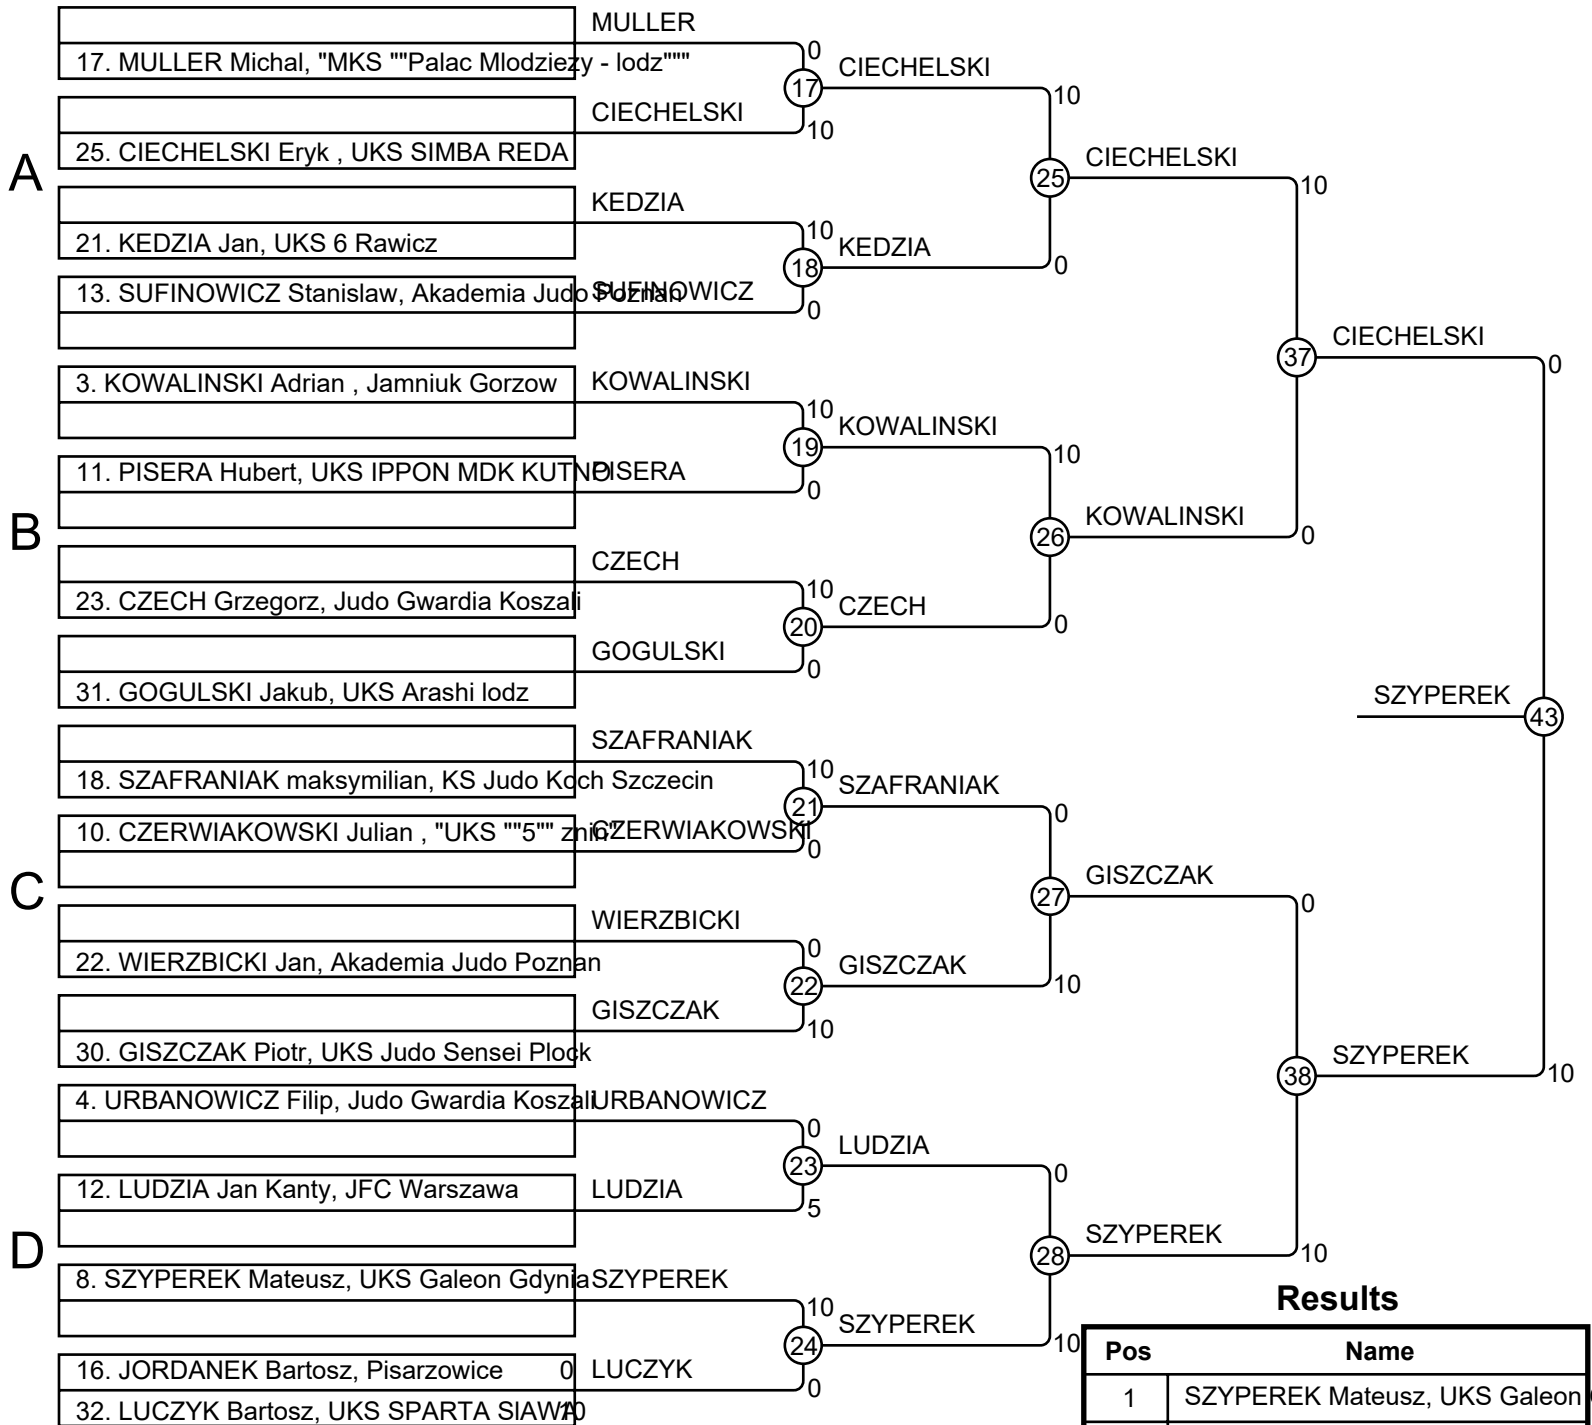 MULLER
17. MULLER Michal, "MKS ""Palac Mlodziezy - lodz"""
0
CIECHELSKI
17
10
CIECHELSKI
10
25. CIECHELSKI Eryk , UKS SIMBA REDA
A
CIECHELSKI
25
10
KEDZIA
21. KEDZIA Jan, UKS 6 Rawicz
10
KEDZIA
18
0
13. SUFINOWICZ Stanislaw, Akademia Judo Poznan
SUFINOWICZ
0
CIECHELSKI
37
0
3. KOWALINSKI Adrian , Jamniuk Gorzow
KOWALINSKI
10
KOWALINSKI
19
10
11. PISERA Hubert, UKS IPPON MDK KUTNO
PISERA
0
B
KOWALINSKI
26
0
CZECH
23. CZECH Grzegorz, Judo Gwardia Koszali
10
CZECH
20
0
GOGULSKI
0
31. GOGULSKI Jakub, UKS Arashi lodz
SZYPEREK
43
SZAFRANIAK
18. SZAFRANIAK maksymilian, KS Judo Koch Szczecin
10
SZAFRANIAK
21
0
10. CZERWIAKOWSKI Julian , "UKS ""5"" znin"
CZERWIAKOWSKI
0
C
GISZCZAK
27
0
WIERZBICKI
22. WIERZBICKI Jan, Akademia Judo Poznan
0
GISZCZAK
22
10
GISZCZAK
10
30. GISZCZAK Piotr, UKS Judo Sensei Plock
SZYPEREK
38
10
4. URBANOWICZ Filip, Judo Gwardia Koszali
URBANOWICZ
0
LUDZIA
23
0
12. LUDZIA Jan Kanty, JFC Warszawa
LUDZIA
5
D
SZYPEREK
28
10
8. SZYPEREK Mateusz, UKS Galeon Gdynia
SZYPEREK
10
SZYPEREK
24
10
16. JORDANEK Bartosz, Pisarzowice 0
LUCZYK
0
32. LUCZYK Bartosz, UKS SPARTA SlAWA
10
Results
Pos Name
1 SZYPEREK Mateusz, UKS Galeon